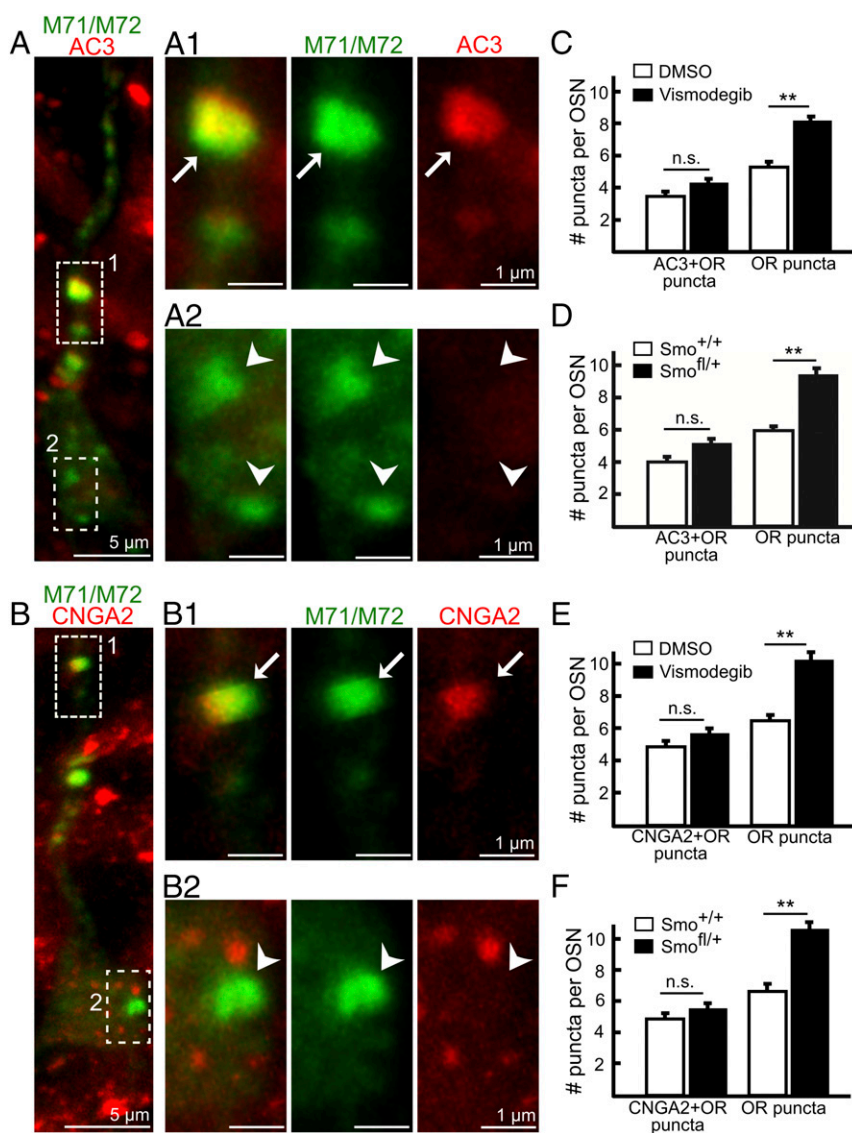 A
M71/M72
AC3
1
2
5 µm
A1
M71/M72
AC3
1 µm
A2
1 µm
C
DMSO
Vismodegib
# puncta per OSN
10
8
6
4
2
n.s.
**
AC3+OR
puncta
OR puncta
D
Smo+/+
Smofl/+
# puncta per OSN
10
8
6
4
2
n.s.
**
AC3+OR
puncta
OR puncta
B
M71/M72
CNGA2
1
2
5 µm
B1
M71/M72
CNGA2
1 µm
B2
1 µm
E
DMSO
Vismodegib
# puncta per OSN
10
8
6
4
2
n.s.
**
CNGA2+OR
puncta
OR puncta
F
Smo+/+
Smofl/+
# puncta per OSN
10
8
6
4
2
n.s.
**
CNGA2+OR
puncta
OR puncta